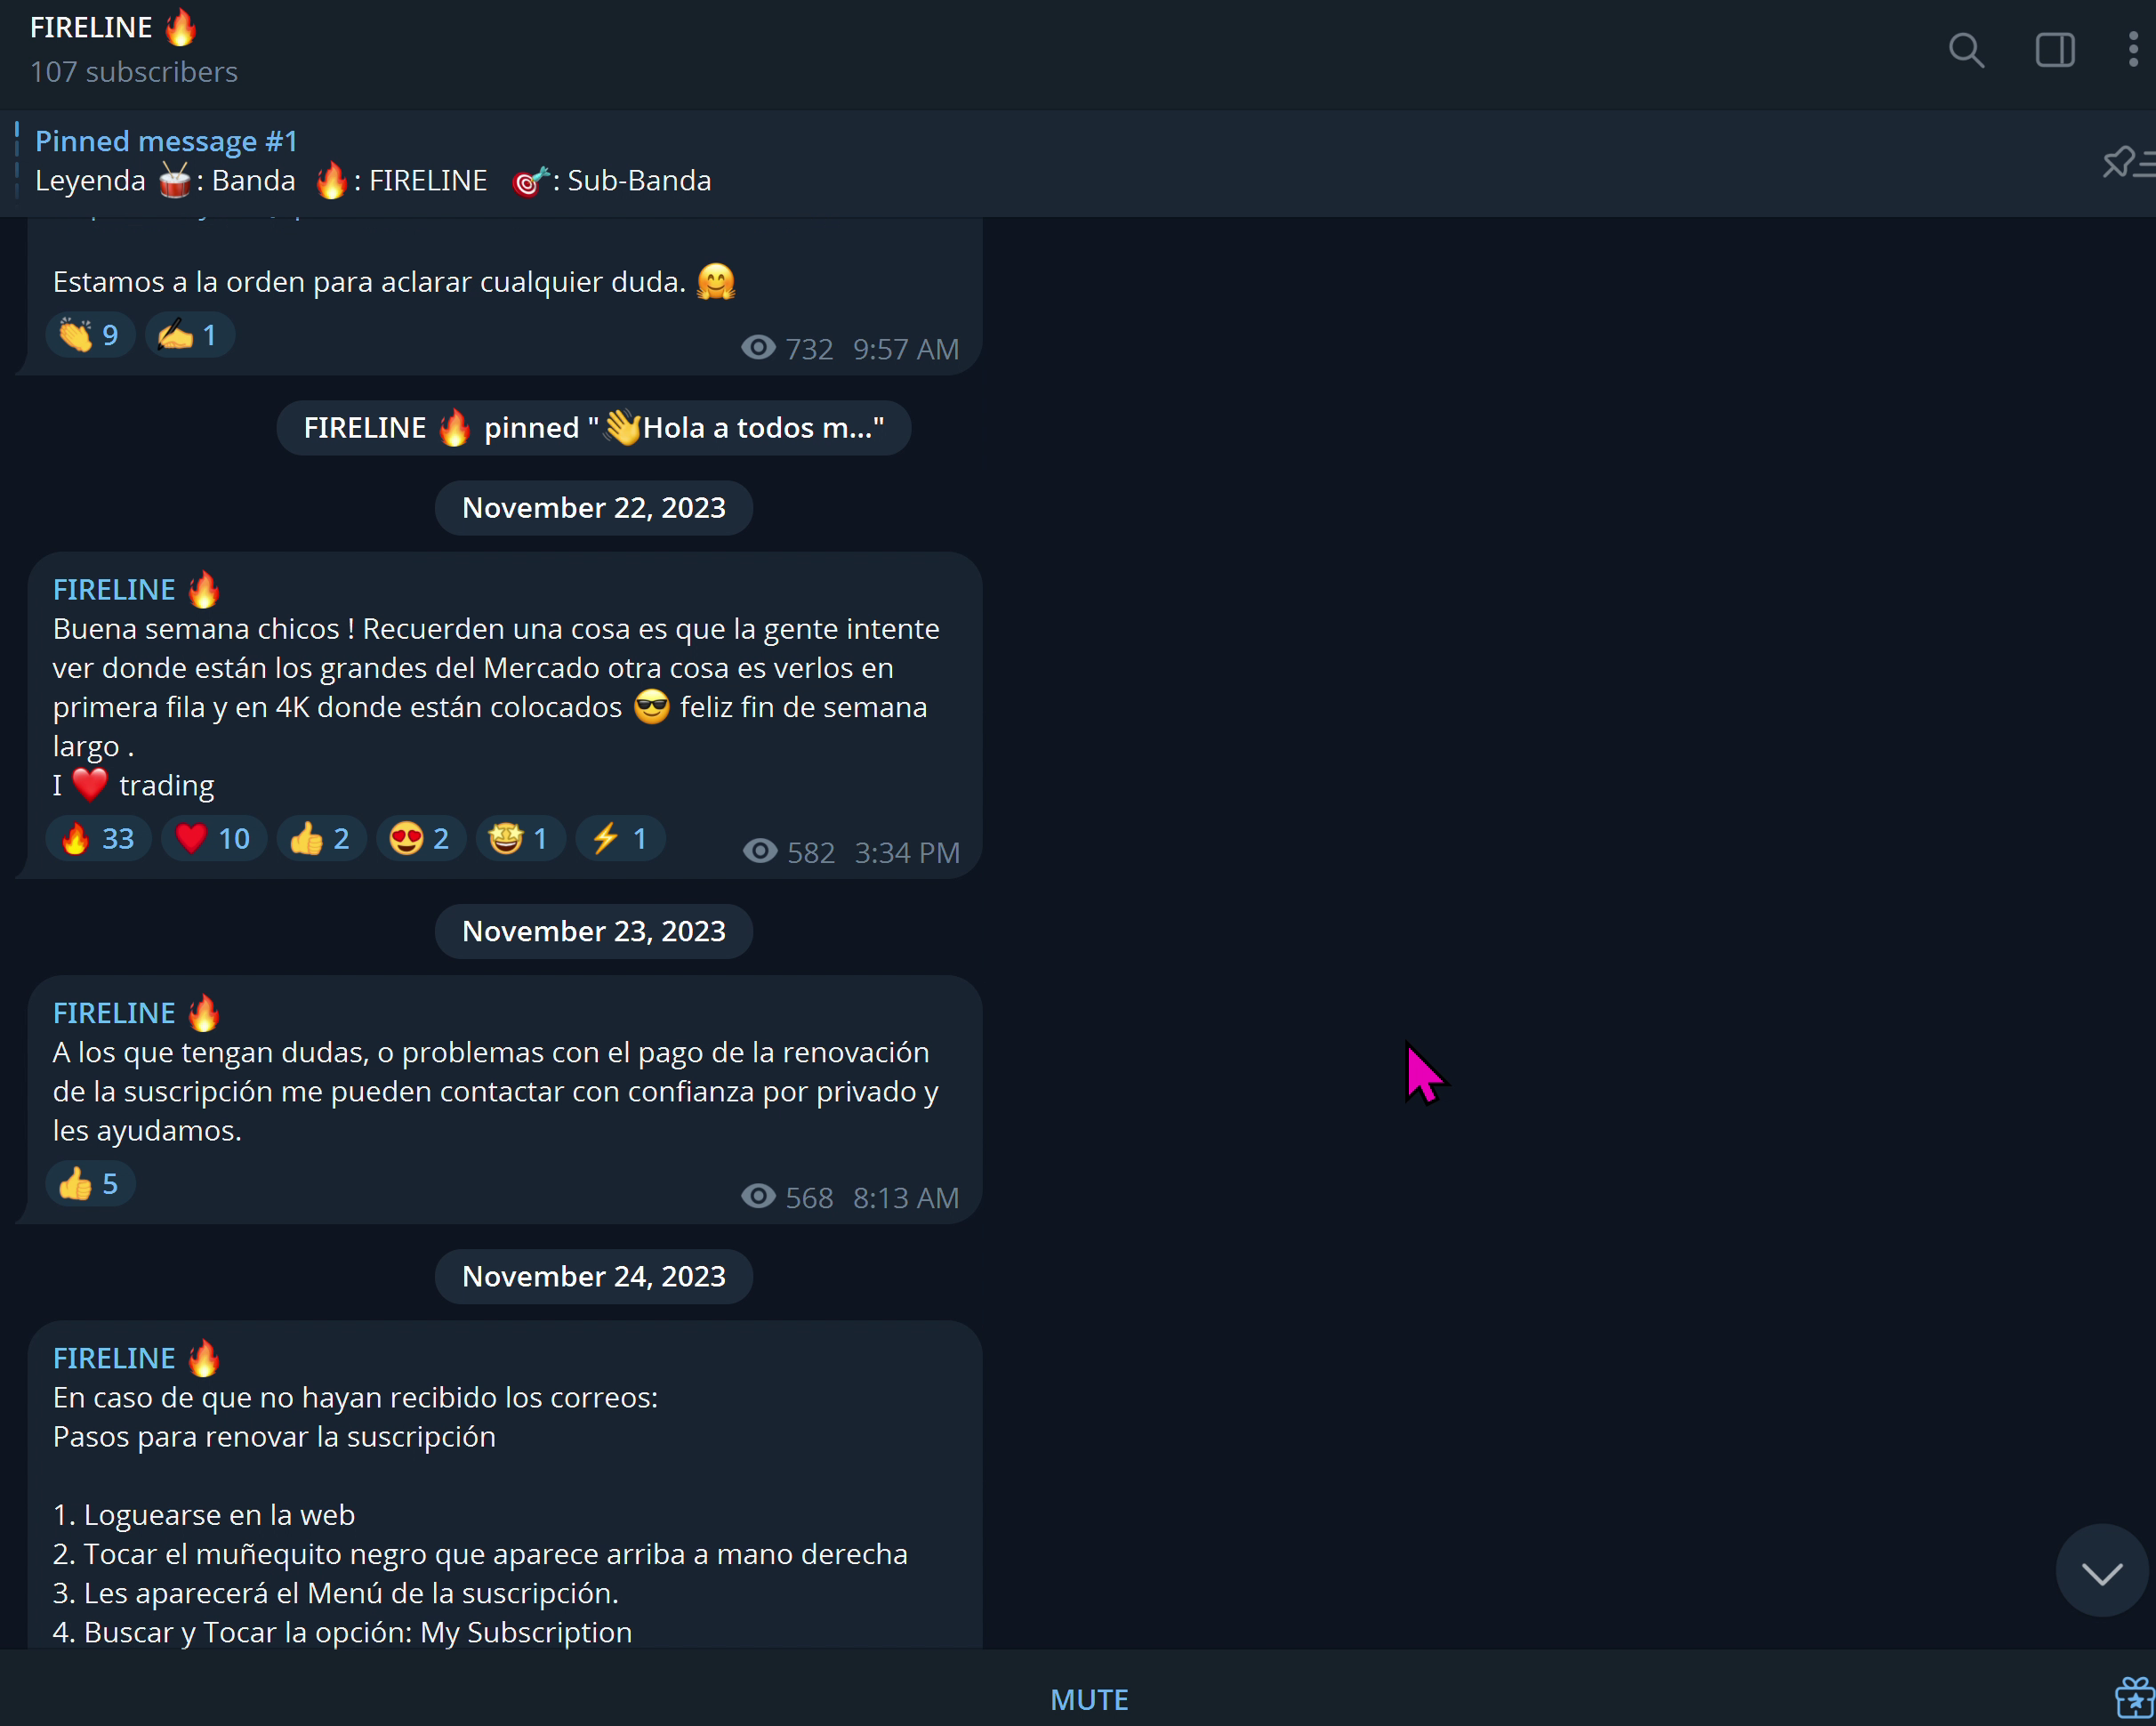 FIRELINE 🔥
107 subscribers
Pinned message #1
Leyenda 🥁: Banda 🔥: FIRELINE 🎯: Sub-Banda
Estamos a la orden para aclarar cualquier duda. 🤗
👏 9 ✍️ 1 732 9:57 AM
FIRELINE 🔥 pinned "👋Hola a todos m..."
November 22, 2023
FIRELINE 🔥
Buena semana chicos ! Recuerden una cosa es que la gente intente
ver donde están los grandes del Mercado otra cosa es verlos en
primera fila y en 4K donde están colocados 😎 feliz fin de semana
largo .
I ❤️ trading
🔥 33 ❤️ 10 👍 2 😍 2 🤩 1 ⚡ 1 582 3:34 PM
November 23, 2023
FIRELINE 🔥
A los que tengan dudas, o problemas con el pago de la renovación
de la suscripción me pueden contactar con confianza por privado y
les ayudamos.
👍 5 568 8:13 AM
November 24, 2023
FIRELINE 🔥
En caso de que no hayan recibido los correos:
Pasos para renovar la suscripción
1. Loguearse en la web
2. Tocar el muñequito negro que aparece arriba a mano derecha
3. Les aparecerá el Menú de la suscripción.
4. Buscar y Tocar la opción: My Subscription
MUTE